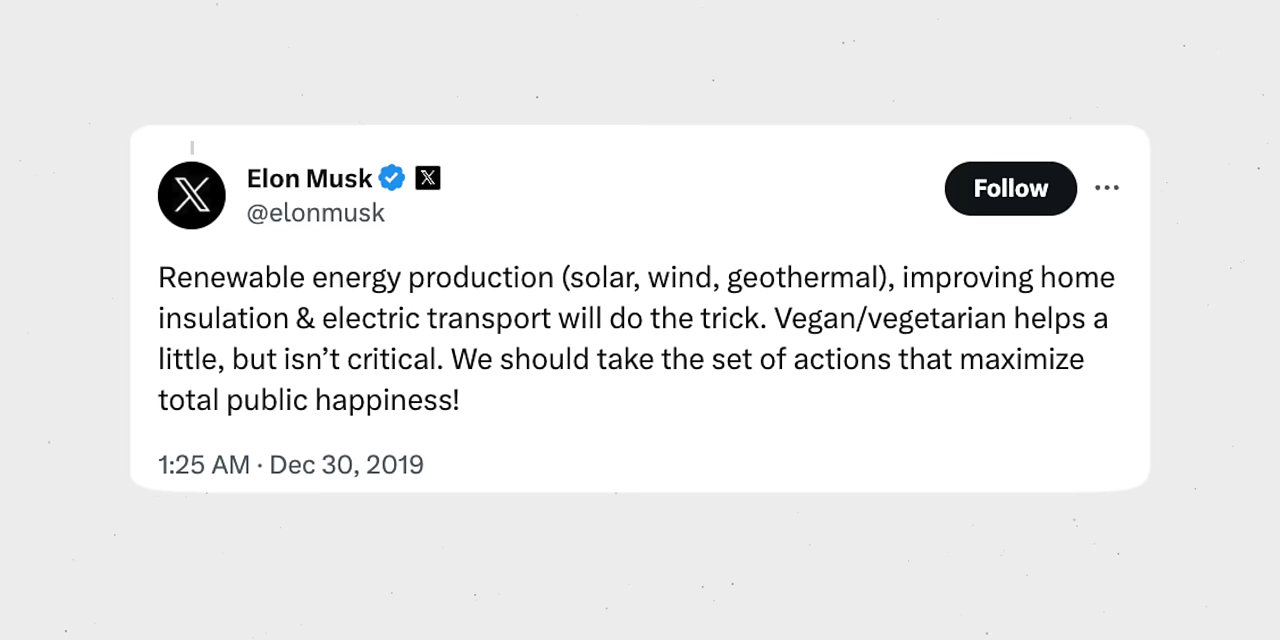 Elon Musk
@elonmusk
Follow
Renewable energy production (solar, wind, geothermal), improving home
insulation & electric transport will do the trick. Vegan/vegetarian helps a
little, but isn’t critical. We should take the set of actions that maximize
total public happiness!
1:25 AM · Dec 30, 2019